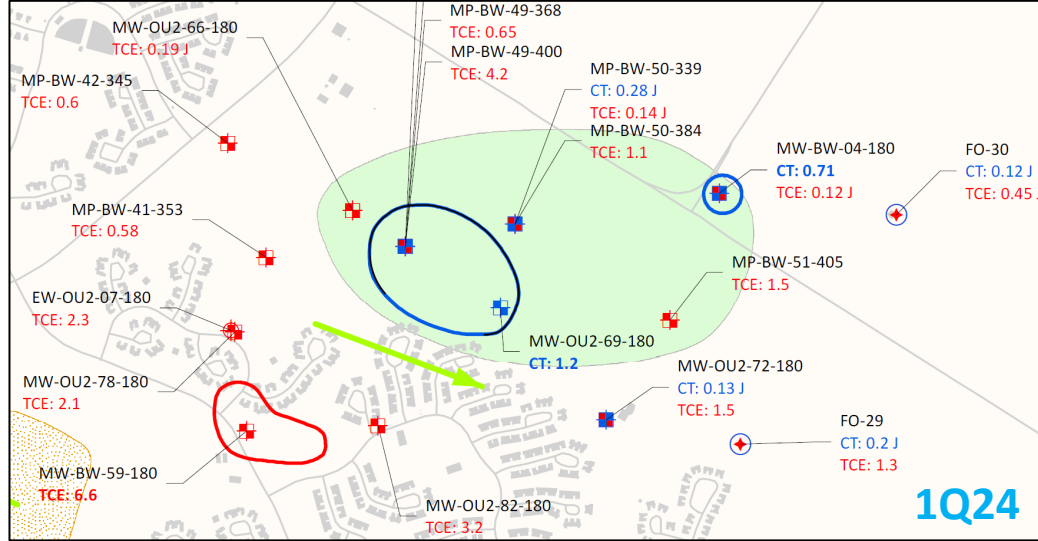 MP-BW-49-368
TCE: 0.65
MW-OU2-66-180
TCE: 0.19 J
MP-BW-49-400
TCE: 4.2
MP-BW-42-345
TCE: 0.6
MP-BW-50-339
CT: 0.28 J
TCE: 0.14 J
MP-BW-50-384
TCE: 1.1
MW-BW-04-180
CT: 0.71
TCE: 0.12 J
FO-30
CT: 0.12 J
TCE: 0.45 J
MP-BW-41-353
TCE: 0.58
MP-BW-51-405
TCE: 1.5
EW-OU2-07-180
TCE: 2.3
MW-OU2-69-180
CT: 1.2
MW-OU2-78-180
TCE: 2.1
MW-OU2-72-180
CT: 0.13 J
TCE: 1.5
FO-29
CT: 0.2 J
TCE: 1.3
MW-BW-59-180
TCE: 6.6
MW-OU2-82-180
TCE: 3.2
1Q24